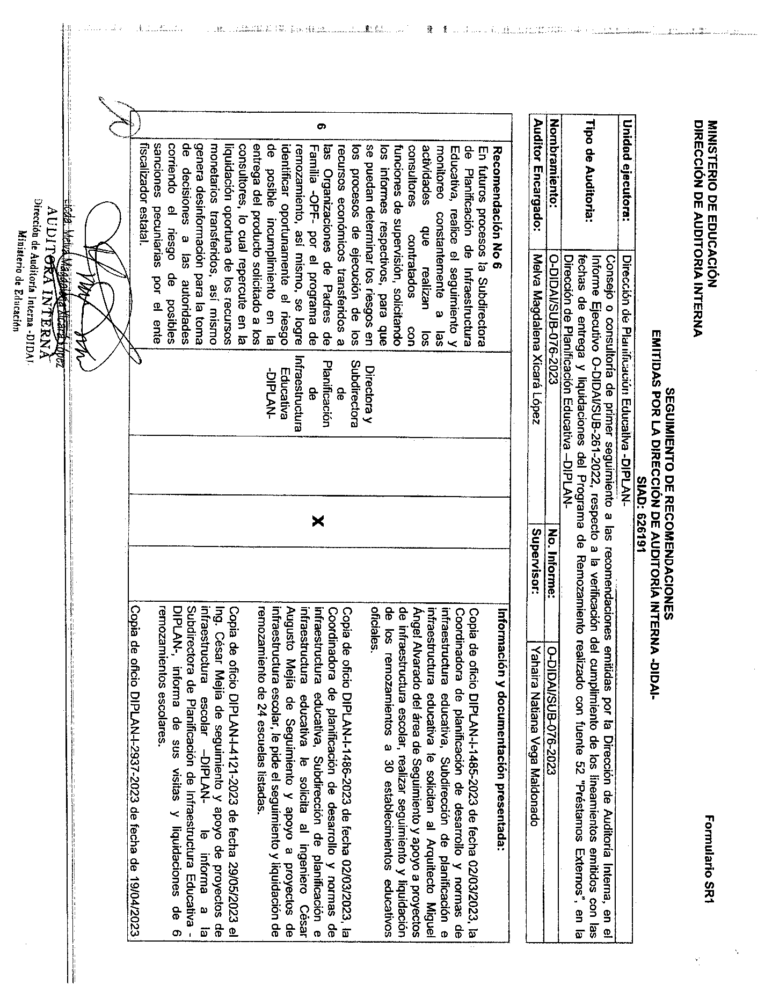 MINISTERIO DE EDUCACIÓN
DIRECCIÓN DE AUDITORIA INTERNA
Formulario SR1
SEGUIMIENTO DE RECOMENDACIONES
EMITIDAS POR LA DIRECCIÓN DE AUDITORÍA INTERNA -DIDAI-
SIAD: 626191
Unidad ejecutora:
Dirección de Planificación Educativa -DIPLAN-
Tipo de Auditoria:
Consejo o consultoría de primer seguimiento a las recomendaciones emitidas por la Dirección de Auditoría Interna, en el
Informe Ejecutivo O-DIDAI/SUB-261-2022, respecto a la verificación del cumplimiento de los lineamientos emitidos con las
fechas de entrega y liquidaciones del Programa de Remozamiento realizado con fuente 52 "Préstamos Externos", en la
Dirección de Planificación Educativa –DIPLAN-
Nombramiento:
O-DIDAI/SUB-076-2023
No. Informe:
O-DIDAI/SUB-076-2023
Auditor Encargado:
Melva Magdalena Xicará López
Supervisor:
Yahaira Natiana Vega Maldonado
6
Recomendación No 6
En futuros procesos la Subdirectora
de Planificación de Infraestructura
Educativa, realice el seguimiento y
monitoreo constantemente a las
actividades que realizan los
consultores contratados con
funciones de supervisión, solicitando
los informes respectivos, para que
se puedan determinar los riesgos en
los procesos de ejecución de los
recursos económicos transferidos a
las Organizaciones de Padres de
Familia -OPF- por el programa de
remozamiento, así mismo, se logre
identificar oportunamente el riesgo
de posible incumplimiento en la
entrega del producto solicitado a los
consultores, lo cual repercute en la
liquidación oportuna de los recursos
monetarios transferidos, así mismo
genera desinformación para la toma
de decisiones a las autoridades
corriendo el riesgo de posibles
sanciones pecuniarias por el ente
fiscalizador estatal.
Directora y
Subdirectora
de
Planificación
de
Infraestructura
Educativa
-DIPLAN-
X
Información y documentación presentada:
Copia de oficio DIPLAN-I-1485-2023 de fecha 02/03/2023, la
Coordinadora de planificación de desarrollo y normas de
infraestructura educativa, Subdirección de planificación e
infraestructura educativa le solicitan al Arquitecto Miguel
Ángel Alvarado del área de Seguimiento y apoyo a proyectos
de infraestructura escolar, realizar seguimiento y liquidación
de los remozamientos a 30 establecimientos educativos
oficiales.
Copia de oficio DIPLAN-I-1486-2023 de fecha 02/03/2023, la
Coordinadora de planificación de desarrollo y normas de
infraestructura educativa, Subdirección de planificación e
infraestructura educativa le solicita al ingeniero César
Augusto Mejía de Seguimiento y apoyo a proyectos de
infraestructura escolar, le pide el seguimiento y liquidación de
remozamiento de 24 escuelas listadas.
Copia de oficio DIPLAN-I-4121-2023 de fecha 29/05/2023 el
Ing. César Mejía de seguimiento y apoyo de proyectos de
infraestructura escolar –DIPLAN- le informa a la
Subdirectora de Planificación de Infraestructura Educativa -
DIPLAN-, informa de sus visitas y liquidaciones de 6
remozamientos escolares.
Copia de oficio DIPLAN-I-2937-2023 de fecha de 19/04/2023
Licda. Melva Magdalena Xicará López
AUDITORA INTERNA
Dirección de Auditoría Interna -DIDAI-
Ministerio de Educación